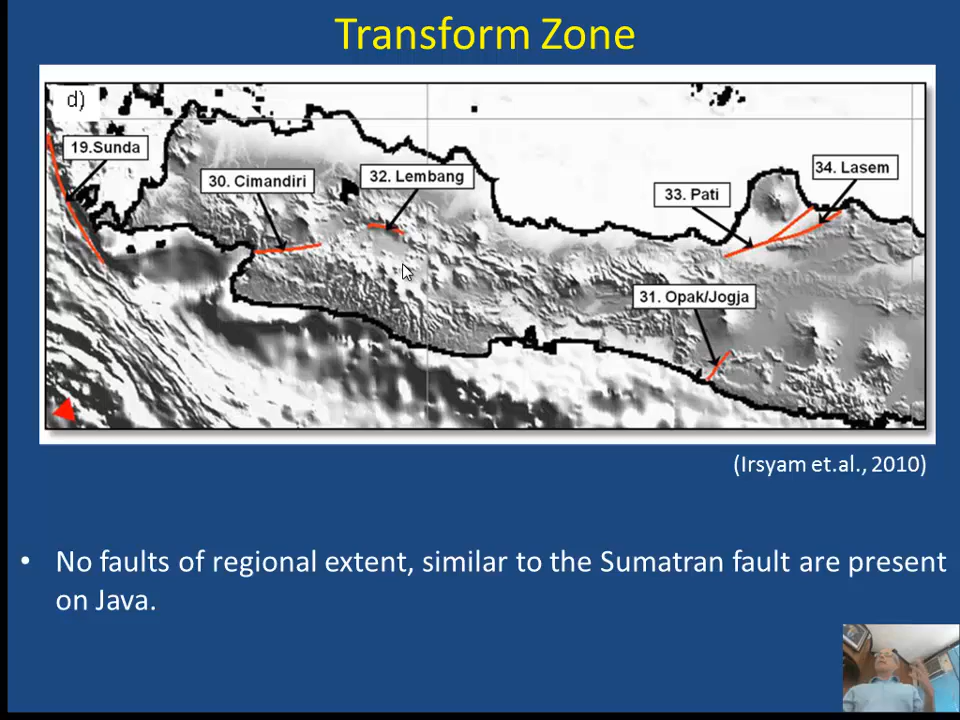 Transform Zone
d)
19.Sunda
30. Cimandiri
32. Lembang
33. Pati
34. Lasem
31. Opak/Jogja
(Irsyam et.al., 2010)
• No faults of regional extent, similar to the Sumatran fault are present
on Java.